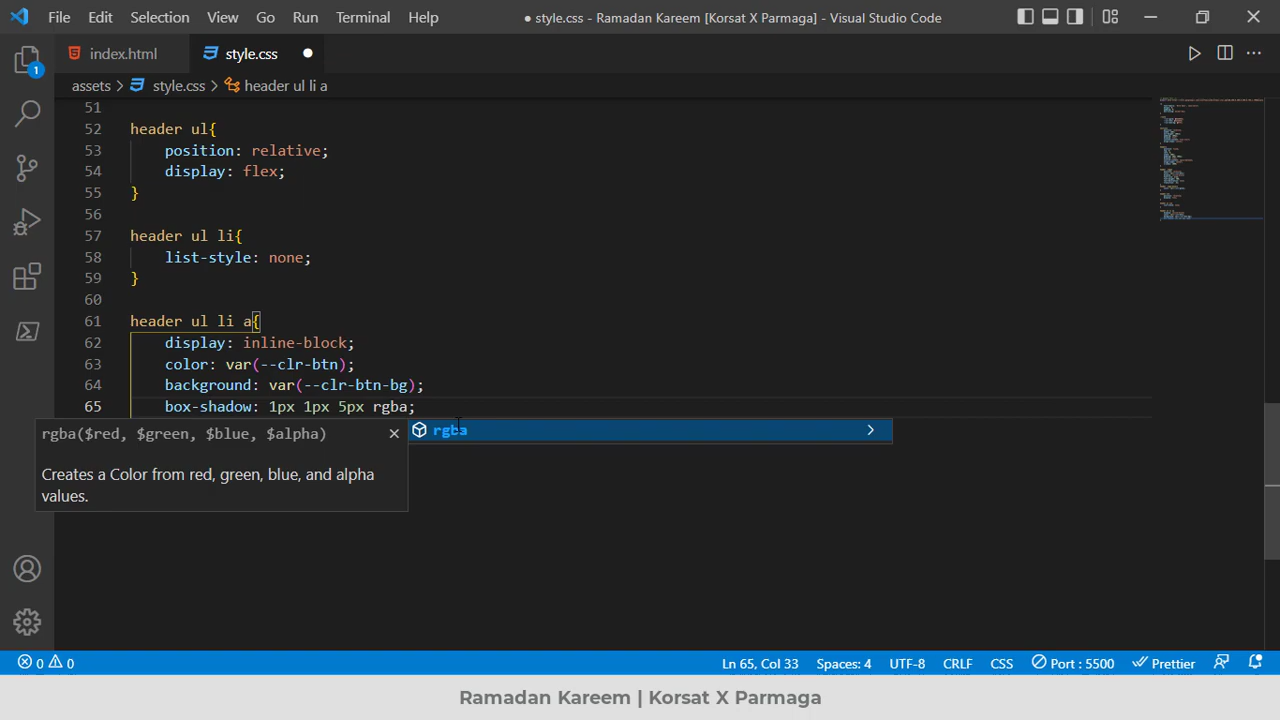 File Edit Selection View Go Run Terminal Help ● style.css - Ramadan Kareem [Korsat X Parmaga] - Visual Studio Code
index.html style.css
assets > style.css > header ul li a
51
52 header ul{
53 position: relative;
54 display: flex;
55 }
56
57 header ul li{
58 list-style: none;
59 }
60
61 header ul li a{
62 display: inline-block;
63 color: var(--clr-btn);
64 background: var(--clr-btn-bg);
65 box-shadow: 1px 1px 5px rgba;
rgba($red, $green, $blue, $alpha)
rgba
Creates a Color from red, green, blue, and alpha
values.
1
0 0 Ln 65, Col 33 Spaces: 4 UTF-8 CRLF CSS Port : 5500 Prettier
Ramadan Kareem | Korsat X Parmaga